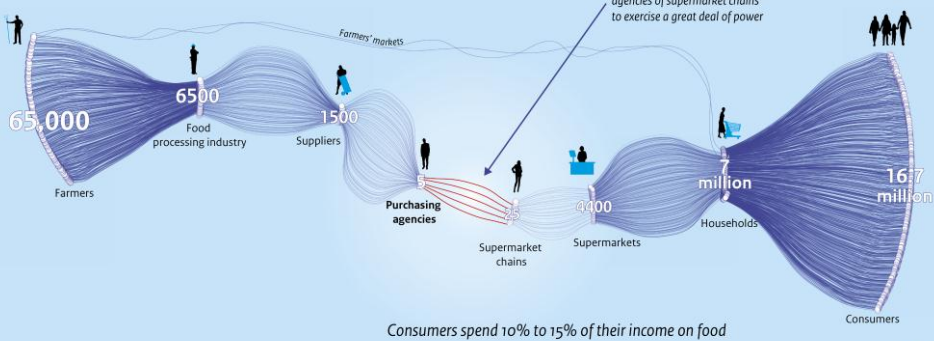 agencies of supermarket chains
to exercise a great deal of power
Farmers' markets
65,000
Farmers
6500
Food
processing industry
1500
Suppliers
5
Purchasing
agencies
25
Supermarket
chains
4400
Supermarkets
7
million
Households
16.7
million
Consumers
Consumers spend 10% to 15% of their income on food